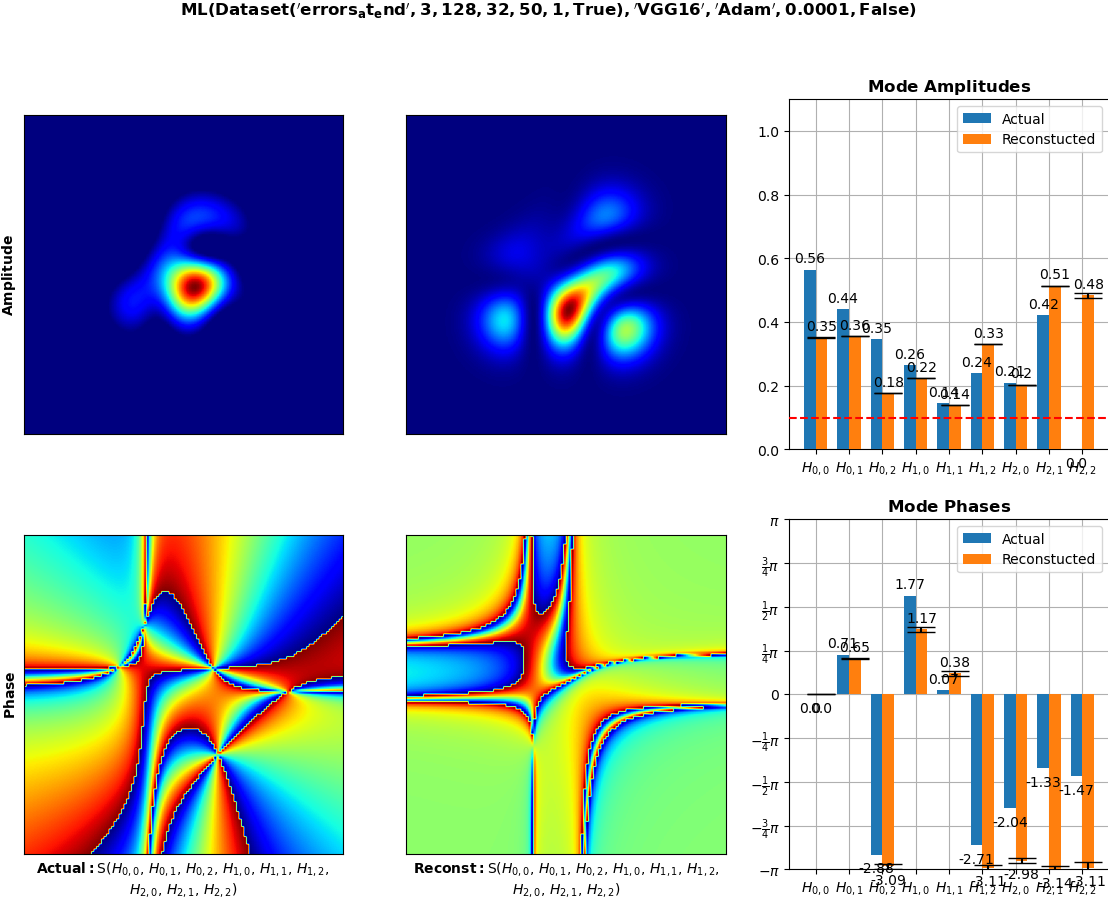 ML(Dataset('errors_at_end', 3, 128, 32, 50, 1, True), 'VGG16', 'Adam', 0.0001, False)
Amplitude
Mode Amplitudes
Actual
Reconstucted
1.0
0.8
0.6
0.4
0.2
0.0
0.56
0.35
0.44
0.36
0.35
0.18
0.26
0.22
0.14
0.14
0.24
0.33
0.21
0.2
0.42
0.51
0.0
0.48
H0,0 H0,1 H0,2 H1,0 H1,1 H1,2 H2,0 H2,1 H2,2
Phase
Actual: S(H0,0, H0,1, H0,2, H1,0, H1,1, H1,2,
H2,0, H2,1, H2,2)
Reconst: S(H0,0, H0,1, H0,2, H1,0, H1,1, H1,2,
H2,0, H2,1, H2,2)
Mode Phases
Actual
Reconstucted
π
3/4π
1/2π
1/4π
0
−1/4π
−1/2π
−3/4π
−π
0.0
0.0
0.71
0.65
-2.88
-3.09
1.77
1.17
0.07
0.38
-2.71
-3.11
-2.04
-2.98
-1.33
-3.14
-1.47
-3.11
H0,0 H0,1 H0,2 H1,0 H1,1 H1,2 H2,0 H2,1 H2,2